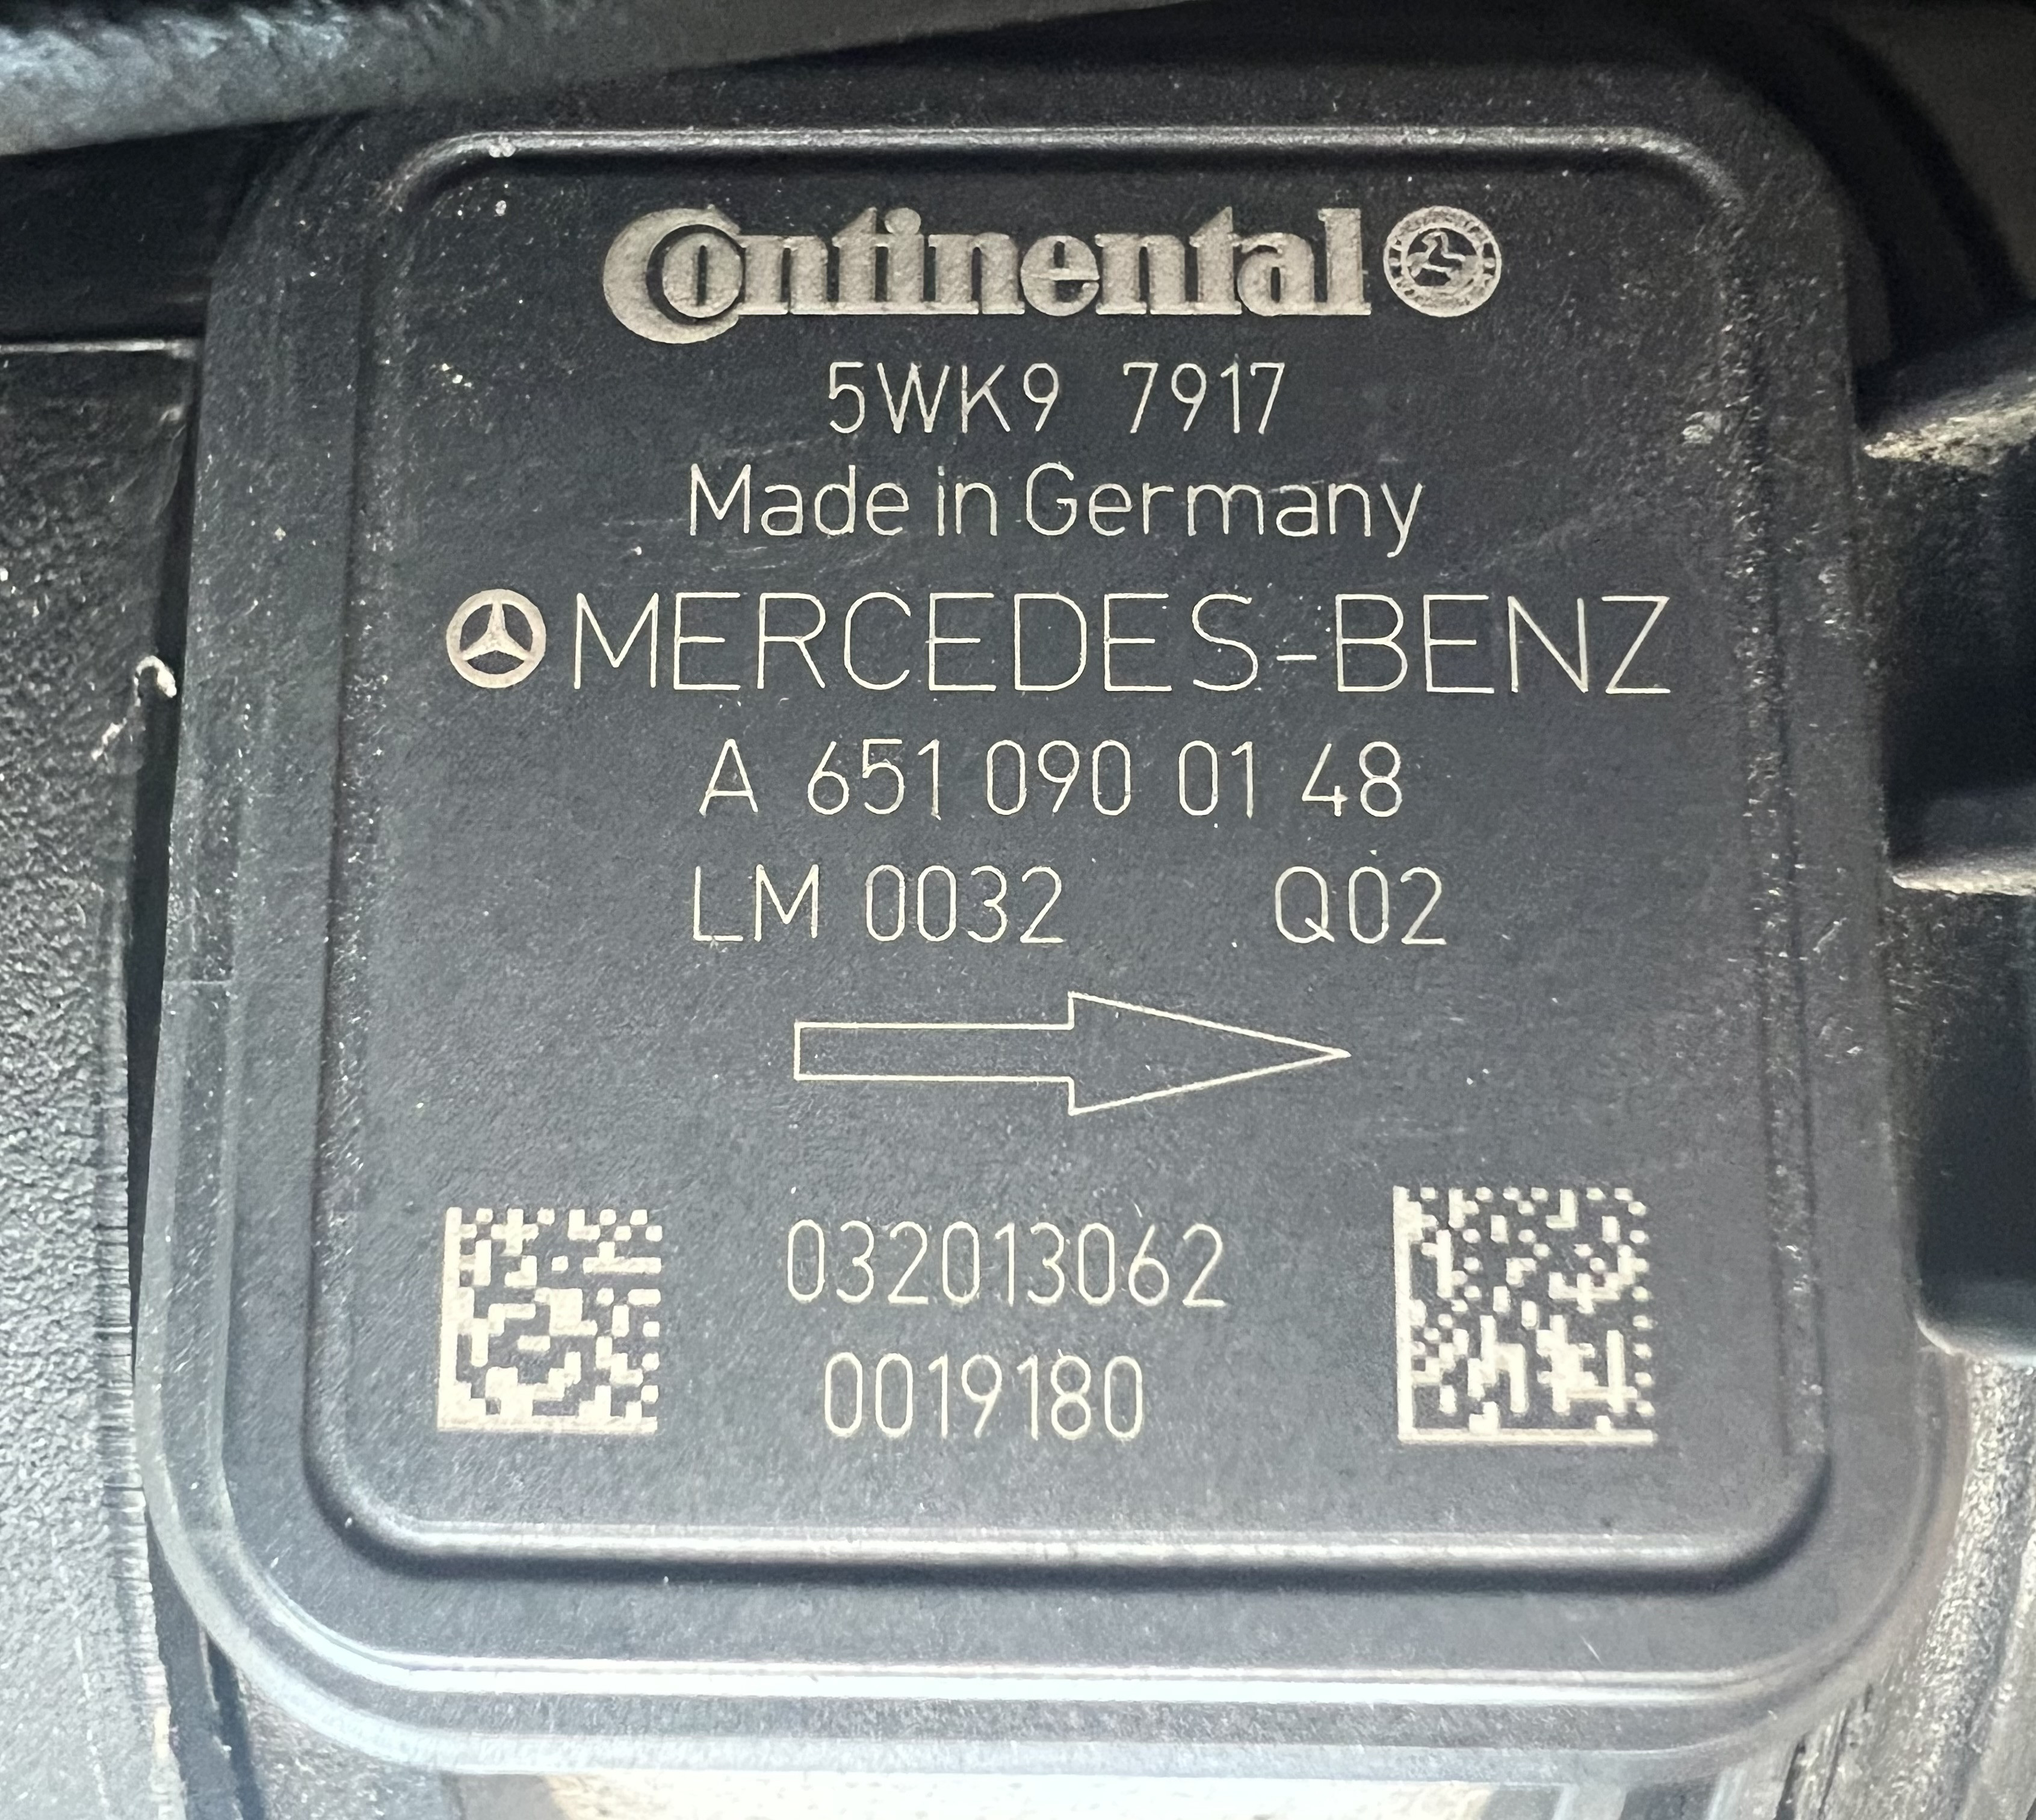 Continental
5WK9 7917
Made in Germany
MERCEDES-BENZ
A 651 090 01 48
LM 0032 Q02
032013062
0019180